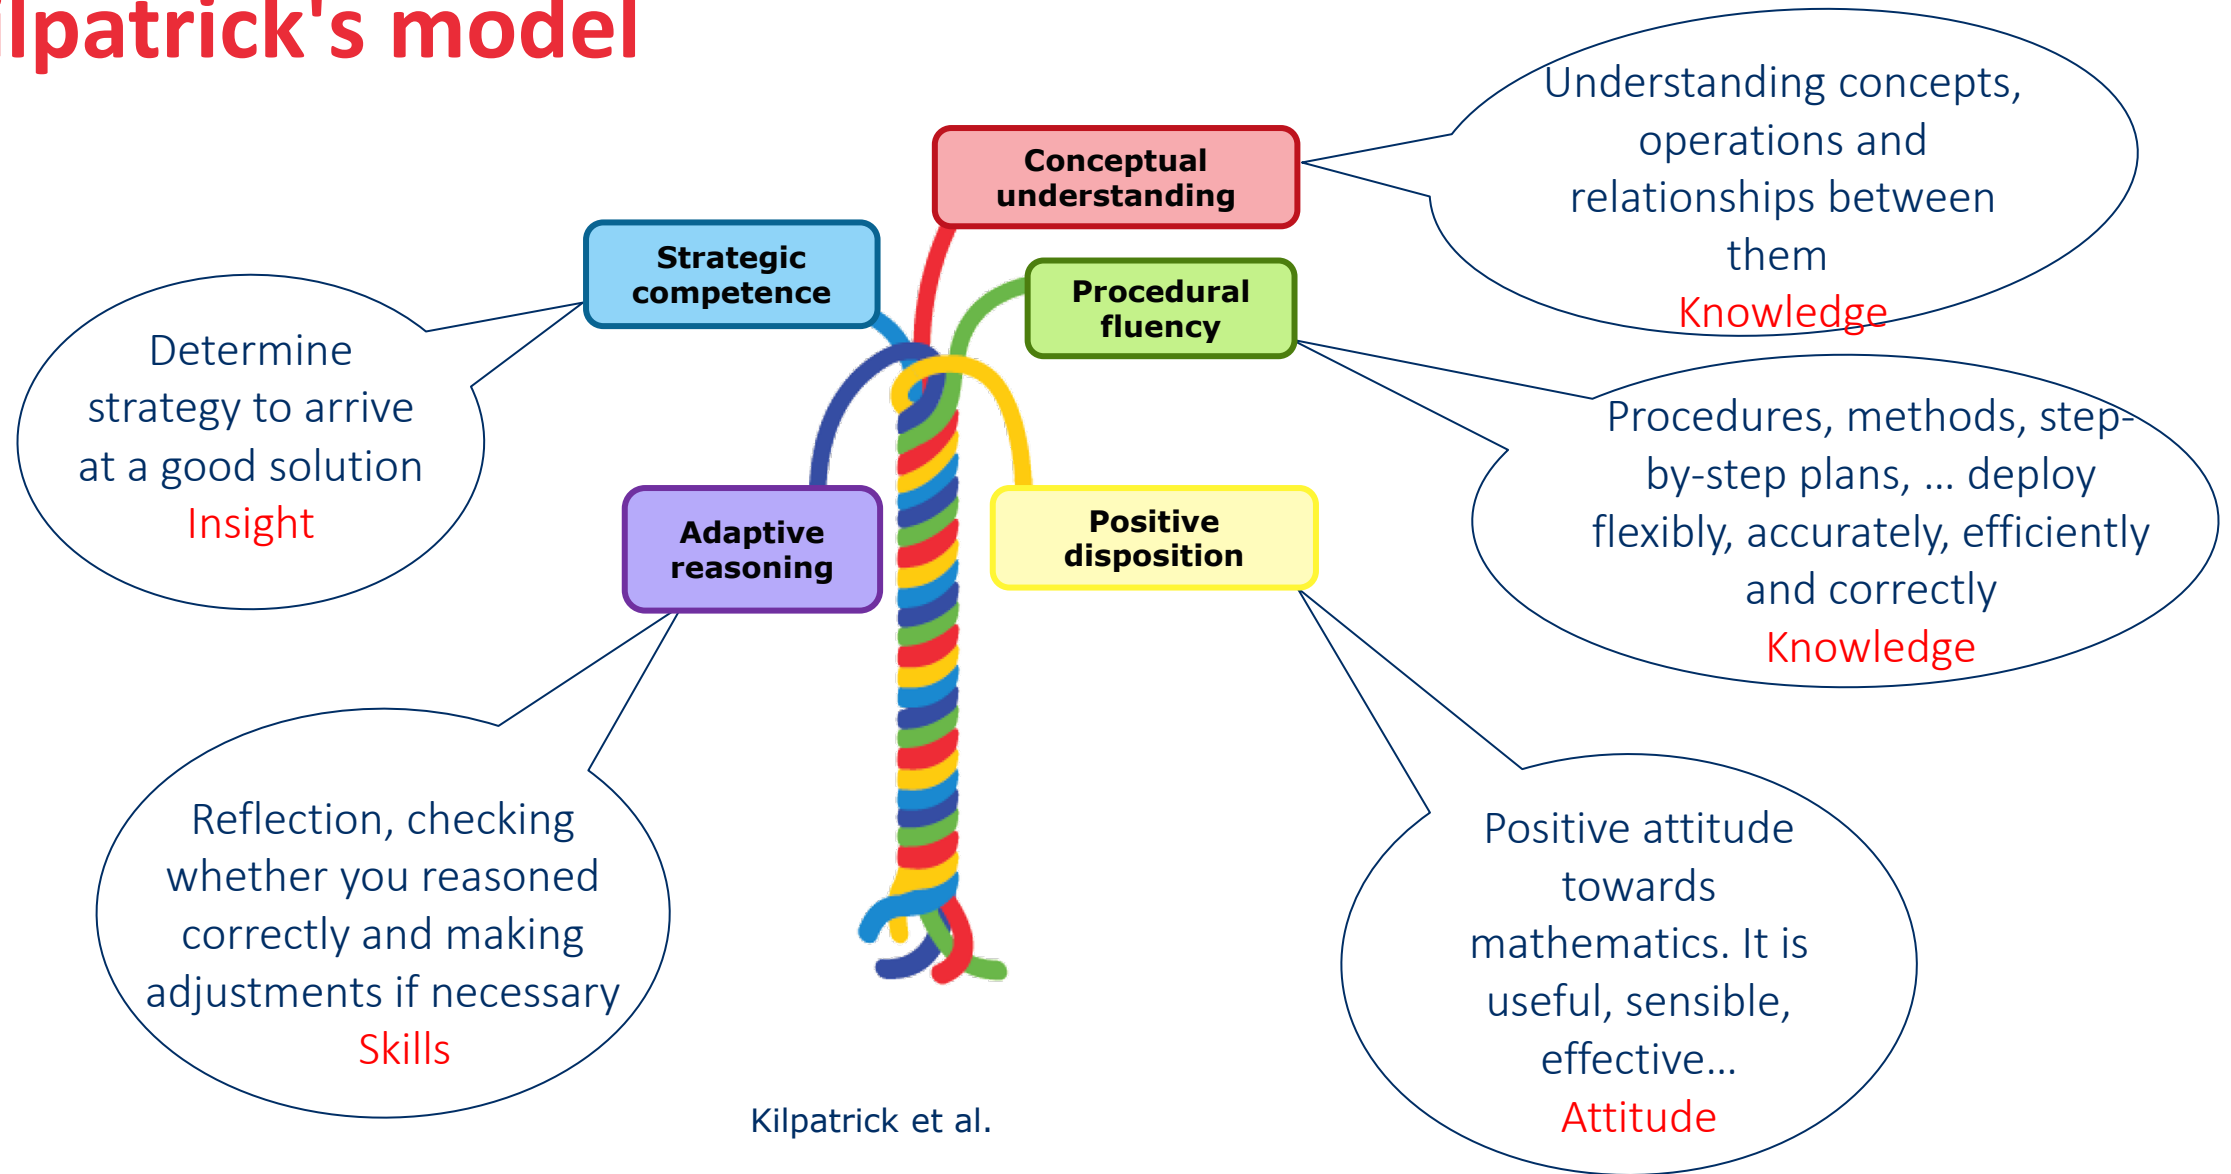 ilpatrick's model
Conceptual
understanding
Understanding concepts,
operations and
relationships between
them
Knowledge
Strategic
competence
Determine
strategy to arrive
at a good solution
Insight
Procedural
fluency
Procedures, methods, step-
by-step plans, ... deploy
flexibly, accurately, efficiently
and correctly
Knowledge
Adaptive
reasoning
Reflection, checking
whether you reasoned
correctly and making
adjustments if necessary
Skills
Positive
disposition
Positive attitude
towards
mathematics. It is
useful, sensible,
effective...
Attitude
Kilpatrick et al.